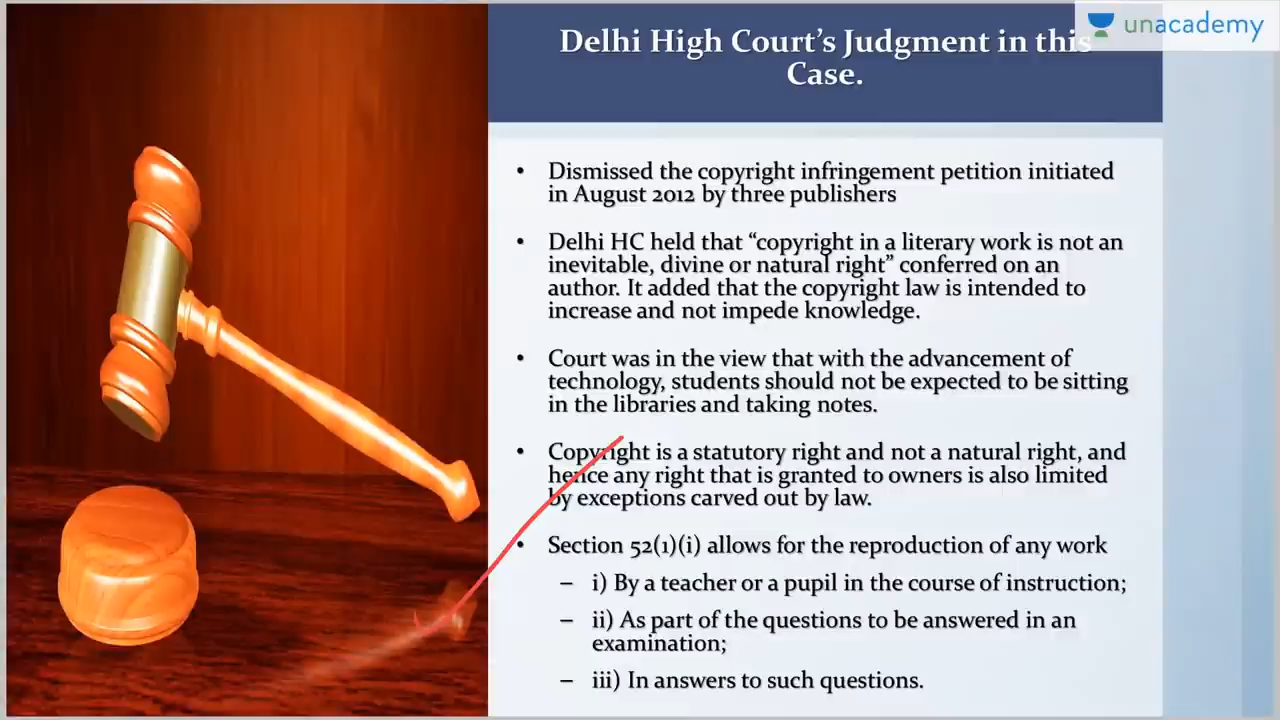 unacademy
Delhi High Court’s Judgment in this
Case.
• Dismissed the copyright infringement petition initiated
in August 2012 by three publishers
• Delhi HC held that “copyright in a literary work is not an
inevitable, divine or natural right” conferred on an
author. It added that the copyright law is intended to
increase and not impede knowledge.
• Court was in the view that with the advancement of
technology, students should not be expected to be sitting
in the libraries and taking notes.
• Copyright is a statutory right and not a natural right, and
hence any right that is granted to owners is also limited
by exceptions carved out by law.
• Section 52(1)(i) allows for the reproduction of any work
– i) By a teacher or a pupil in the course of instruction;
– ii) As part of the questions to be answered in an
examination;
– iii) In answers to such questions.